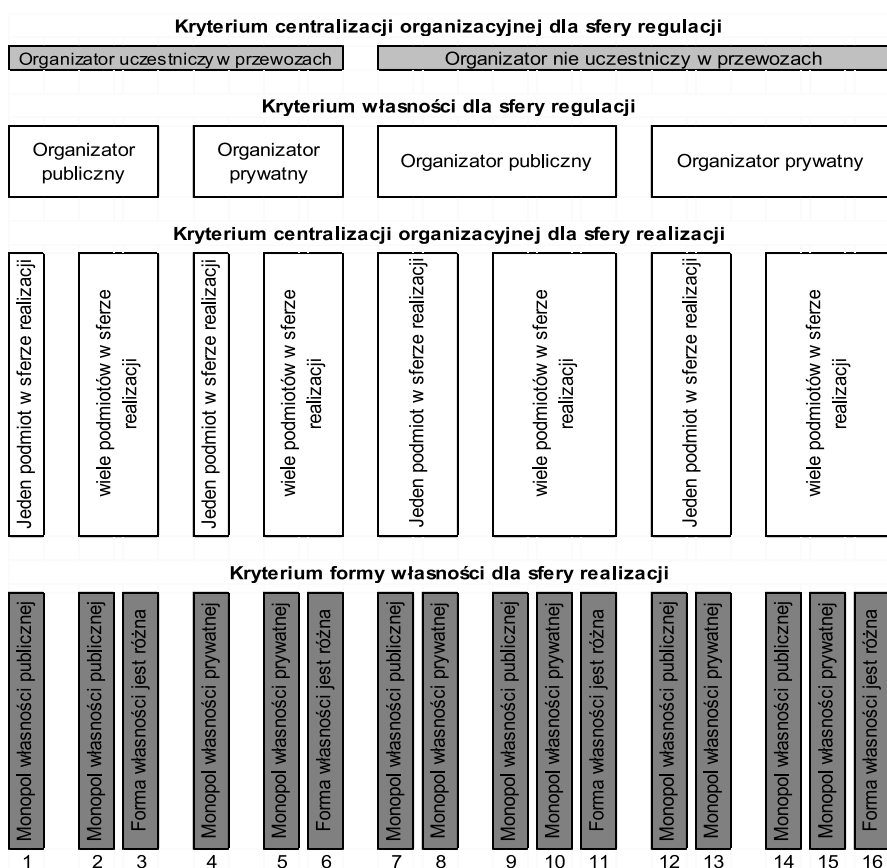 Kryterium centralizacji organizacyjnej dla sfery regulacji
Organizator uczestniczy w przewozach
Organizator nie uczestniczy w przewozach
Kryterium własności dla sfery regulacji
Organizator
publiczny
Organizator
prywatny
Organizator publiczny
Organizator prywatny
Kryterium centralizacji organizacyjnej dla sfery realizacji
Jeden podmiot w sferze realizacji
wiele podmiotów w sferze
realizacji
Jeden podmiot w sferze realizacji
wiele podmiotów w sferze
realizacji
Jeden podmiot w sferze realizacji
wiele podmiotów w sferze
realizacji
Jeden podmiot w sferze realizacji
wiele podmiotów w sferze
realizacji
Kryterium formy własności dla sfery realizacji
Monopol własności publicznej
Monopol własności publicznej
Forma własności jest różna
Monopol własności prywatnej
Monopol własności prywatnej
Forma własności jest różna
Monopol własności publicznej
Monopol własności prywatnej
Monopol własności publicznej
Monopol własności prywatnej
Forma własności jest różna
Monopol własności publicznej
Monopol własności prywatnej
Monopol własności publicznej
Monopol własności prywatnej
Forma własności jest różna
1 2 3 4 5 6 7 8 9 10 11 12 13 14 15 16